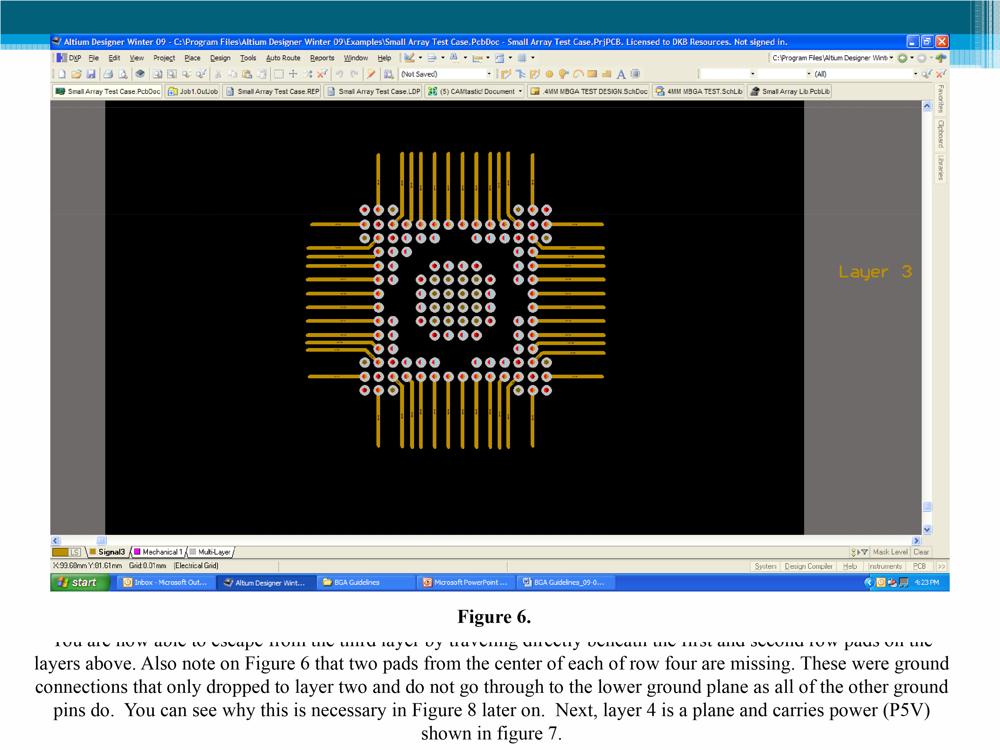 Altium Designer Winter 09 - C:\Program Files\Altium Designer Winter 09\Examples\Small Array Test Case.PcbDoc - Small Array Test Case.PrjPCB. Licensed to DKB Resources. Not signed in.
DXP File Edit View Project Place Design Tools Auto Route Reports Window Help C:\Program Files\Altium Designer Wint
(Not Saved) A (All)
Small Array Test Case.PcbDoc Job1.OutJob Small Array Test Case.REP Small Array Test Case.LDP (5) CAMtastic! Document .4MM MBGA TEST DESIGN.SchDoc 4MM MBGA TEST.SchLib Small Array Lib.PcbLib
Favorites
Clipboard
Libraries
Layer 3
LS Signal3 Mechanical 1 Multi-Layer Mask Level Clear
X:99.68mm Y:81.61mm Grid:0.01mm (Electrical Grid) System Design Compiler Help Instruments PCB >>
start Inbox - Microsoft Out... Altium Designer Wint... BGA Guidelines Microsoft PowerPoint ... BGA Guidelines_09-0... 4:23 PM
Figure 6.
You are now able to escape from the third layer by traveling directly beneath the first and second row pads on the
layers above. Also note on Figure 6 that two pads from the center of each of row four are missing. These were ground
connections that only dropped to layer two and do not go through to the lower ground plane as all of the other ground
pins do. You can see why this is necessary in Figure 8 later on. Next, layer 4 is a plane and carries power (P5V)
shown in figure 7.